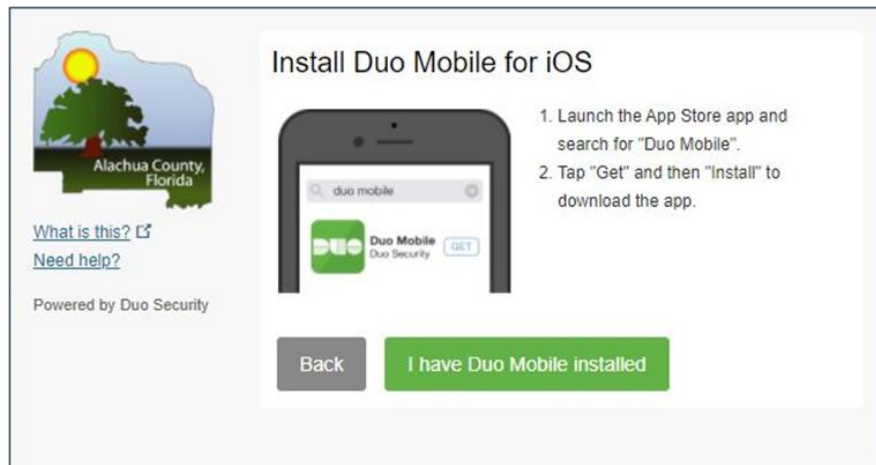 Alachua County,
Florida
What is this?
Need help?
Powered by Duo Security
Install Duo Mobile for iOS
duo mobile
DUO
Duo Mobile
Duo Security
GET
1. Launch the App Store app and
search for "Duo Mobile".
2. Tap "Get" and then "Install" to
download the app.
Back
I have Duo Mobile installed